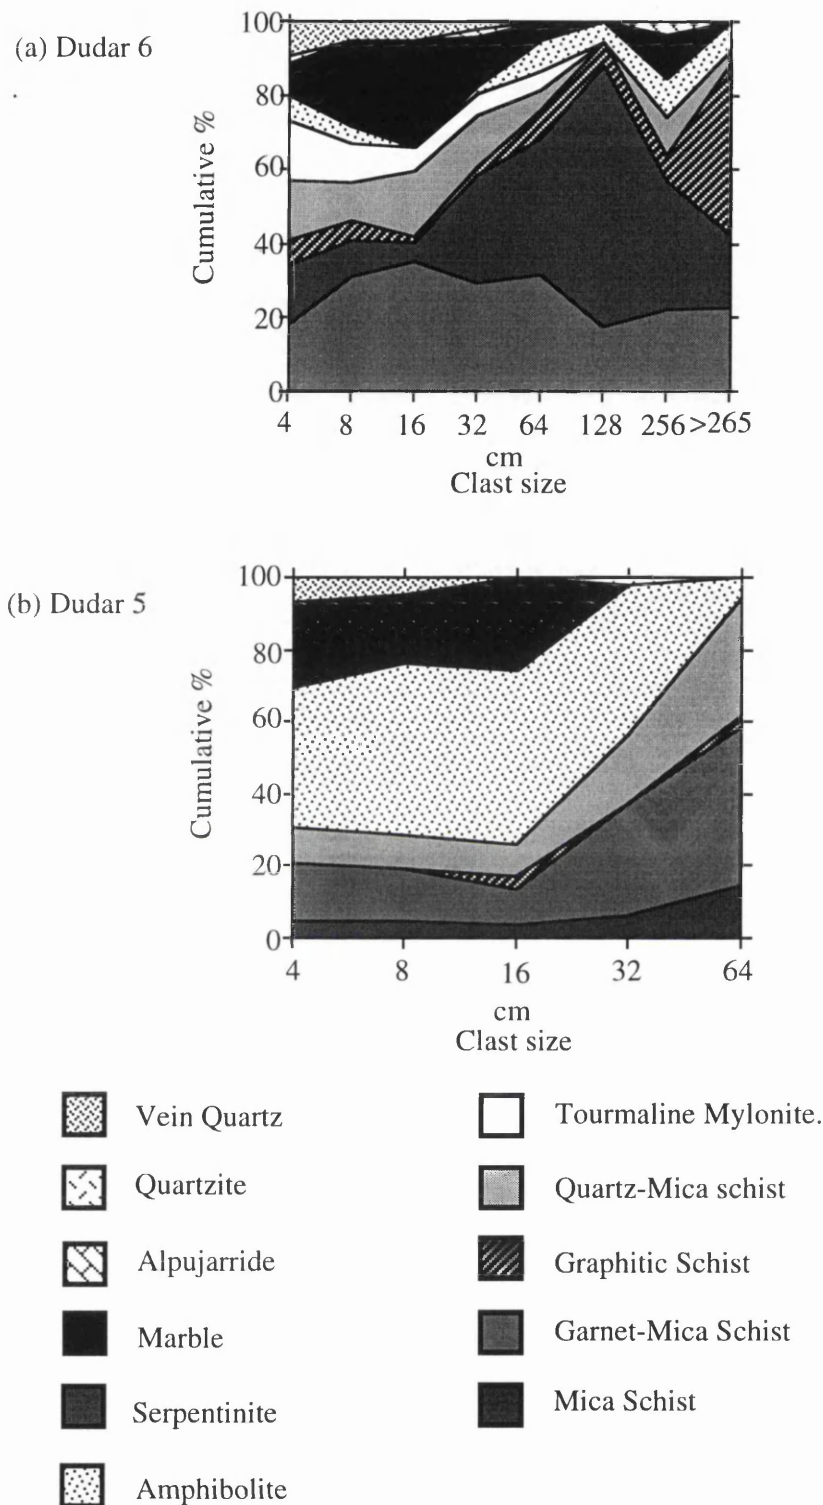 (a) Dudar 6
Cumulative %
100
80
60
40
20
0
4 8 16 32 64 128 256 >265
cm
Clast size
(b) Dudar 5
Cumulative %
100
80
60
40
20
0
4 8 16 32 64
cm
Clast size
Vein Quartz
Quartzite
Alpujarride
Marble
Serpentinite
Amphibolite
Tourmaline Mylonite.
Quartz-Mica schist
Graphitic Schist
Garnet-Mica Schist
Mica Schist